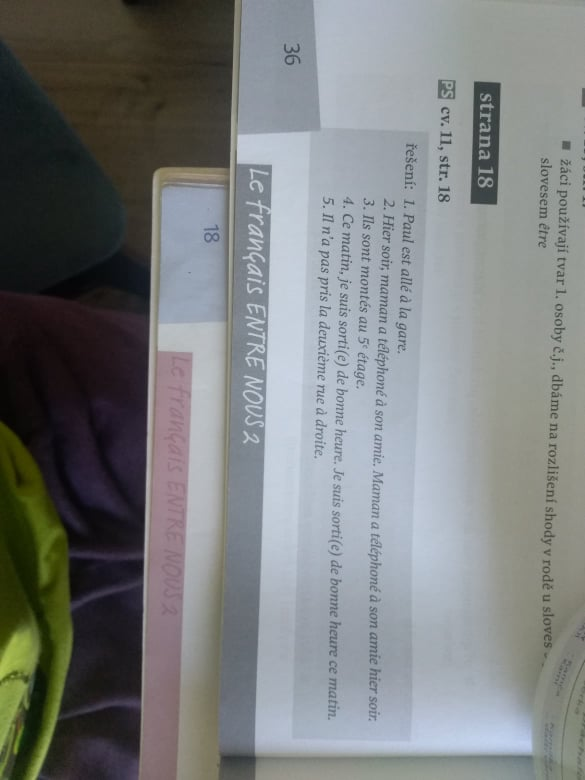 ■ žáci používají tvar 1. osoby č.j., dbáme na rozlišení shody v rodě u sloves
slovesem être
strana 18
PS cv. 11, str. 18
řešení: 1. Paul est allé à la gare.
2. Hier soir, maman a téléphoné à son amie. Maman a téléphoné à son amie hier soir.
3. Ils sont montés au 5ᵉ étage.
4. Ce matin, je suis sorti(e) de bonne heure. Je suis sorti(e) de bonne heure ce matin.
5. Il n'a pas pris la deuxième rue à droite.
36
Le français ENTRE NOUS 2
18
Le français ENTRE NOUS 2